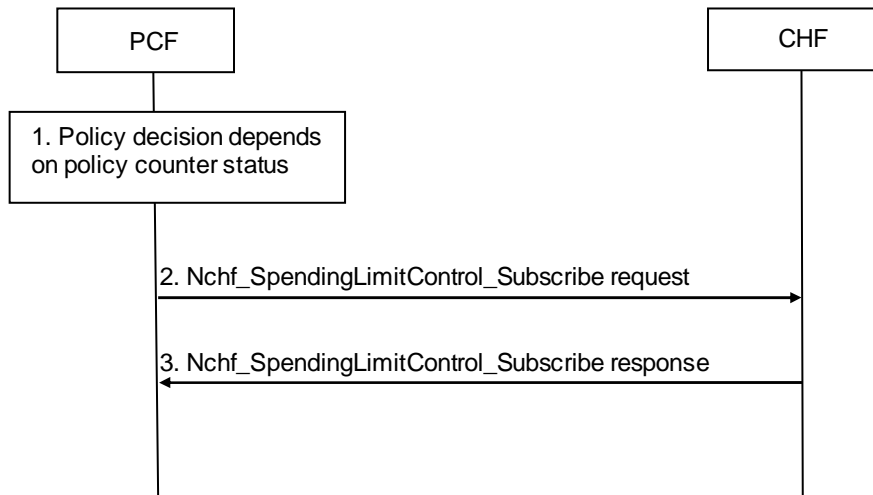 PCF
CHF
1. Policy decision depends
on policy counter status
2. Nchf_SpendingLimitControl_Subscribe request
3. Nchf_SpendingLimitControl_Subscribe response